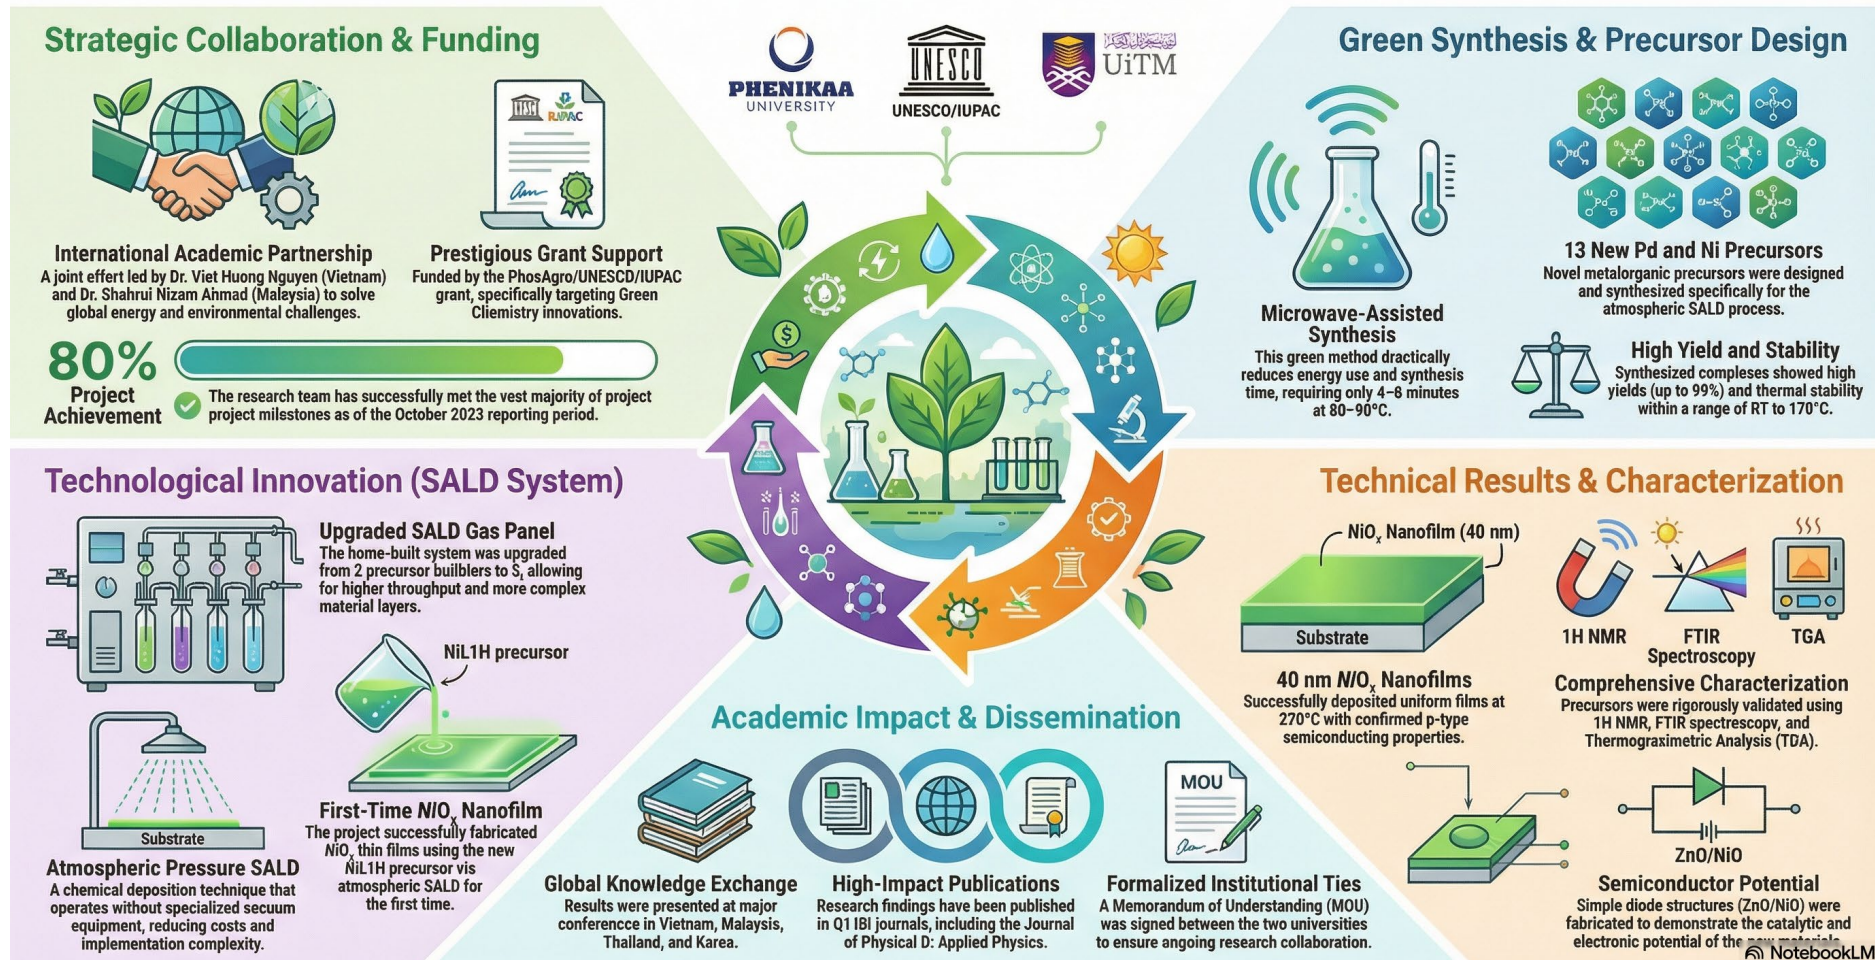 Strategic Collaboration & Funding
International Academic Partnership
A joint effert led by Dr. Viet Huong Nguyen (Vietnam)
and Dr. Shahrui Nizam Ahmad (Malaysia) to solve
global energy and environmental challenges.
Prestigious Grant Support
Funded by the PhosAgro/UNESCD/IUPAC
grant, specifically targeting Green
Cliemistry innovations.
80%
Project
Achievement
The research team has successfully met the vest majority of project
project milsstones as of the October 2023 reporting period.
PHENIKAA
UNIVERSITY
UNESCO
UNESCO/IUPAC
UiTM
Green Synthesis & Precursor Design
Microwave-Assisted
Synthesis
This green method dractically
reduces energy use and synthesis
time, requiring only 4–6 minutes
at 80–90°C.
13 New Pd and Ni Precursors
Novel metalorganic precursors were designed
and synthesized specifically for the
atmospheric SALD process.
High Yield and Stability
Synthesized compleses showed high
yields (up to 99%) and thermal stability
within a range of RT to 170°C.
Technological Innovation (SALD System)
Upgraded SALD Gas Panel
The home-built system was upgraded
from 2 precursor builblers to S, allowing
for higher throughput and more complex
material layers.
NiL1H precursor
Substrate
Atmospheric Pressure SALD
A chemical deposition technique that
operates without specialized secuum
equipment, reducing costs and
implementation complexity.
First-Time NIOx Nanofilm
The project successfully fabricated
NiOx thin films using the new
NiL1H precursor vis
atmospheric SALD for
the first time.
Academic Impact & Dissemination
MOU
Global Knowledge Exchange
Results were presented at major
conferencce in Vietnam, Malaysis,
Thailand, and Karea.
High-Impact Publications
Research findings have been published
in Q1 IBI journals, including the Journal
of Physical D: Applied Physics.
Formalized Institutional Ties
A Memorandum of Understanding (MOU)
was signed between the two universities
to ensure angoing research collaboration.
Technical Results & Characterization
NiOx Nanofilm (40 nm)
Substrate
40 nm NIOx Nanofilms
Successfully deposited uniform films at
270°C with confirmed p-type
semiconducting properties.
1H NMR
FTIR
Spectroscopy
TGA
Comprehensive Characterization
Precursors were rigorously validated using
1H NMR, FTIR spectrescopv, and
Thermograximetric Analysis (TGA).
ZnO/NiO
Semiconductor Potential
Simple diode structures (ZnO/NiO) were
fabricated to demonstrate the catalytic and
electronic potential of the new materials.
NotebookLM